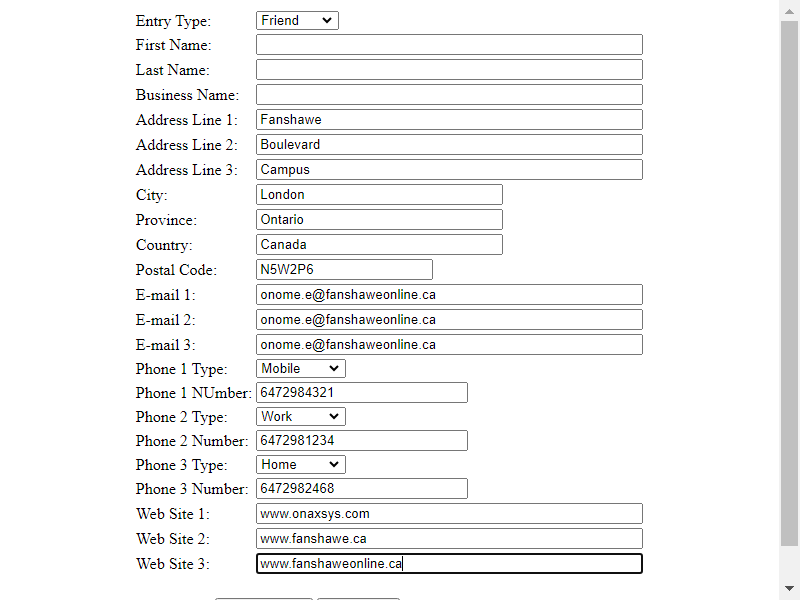 Entry Type: Friend
First Name:
Last Name:
Business Name:
Address Line 1: Fanshawe
Address Line 2: Boulevard
Address Line 3: Campus
City: London
Province: Ontario
Country: Canada
Postal Code: N5W2P6
E-mail 1: onome.e@fanshaweonline.ca
E-mail 2: onome.e@fanshaweonline.ca
E-mail 3: onome.e@fanshaweonline.ca
Phone 1 Type: Mobile
Phone 1 NUmber: 6472984321
Phone 2 Type: Work
Phone 2 Number: 6472981234
Phone 3 Type: Home
Phone 3 Number: 6472982468
Web Site 1: www.onaxsys.com
Web Site 2: www.fanshawe.ca
Web Site 3: www.fanshaweonline.ca